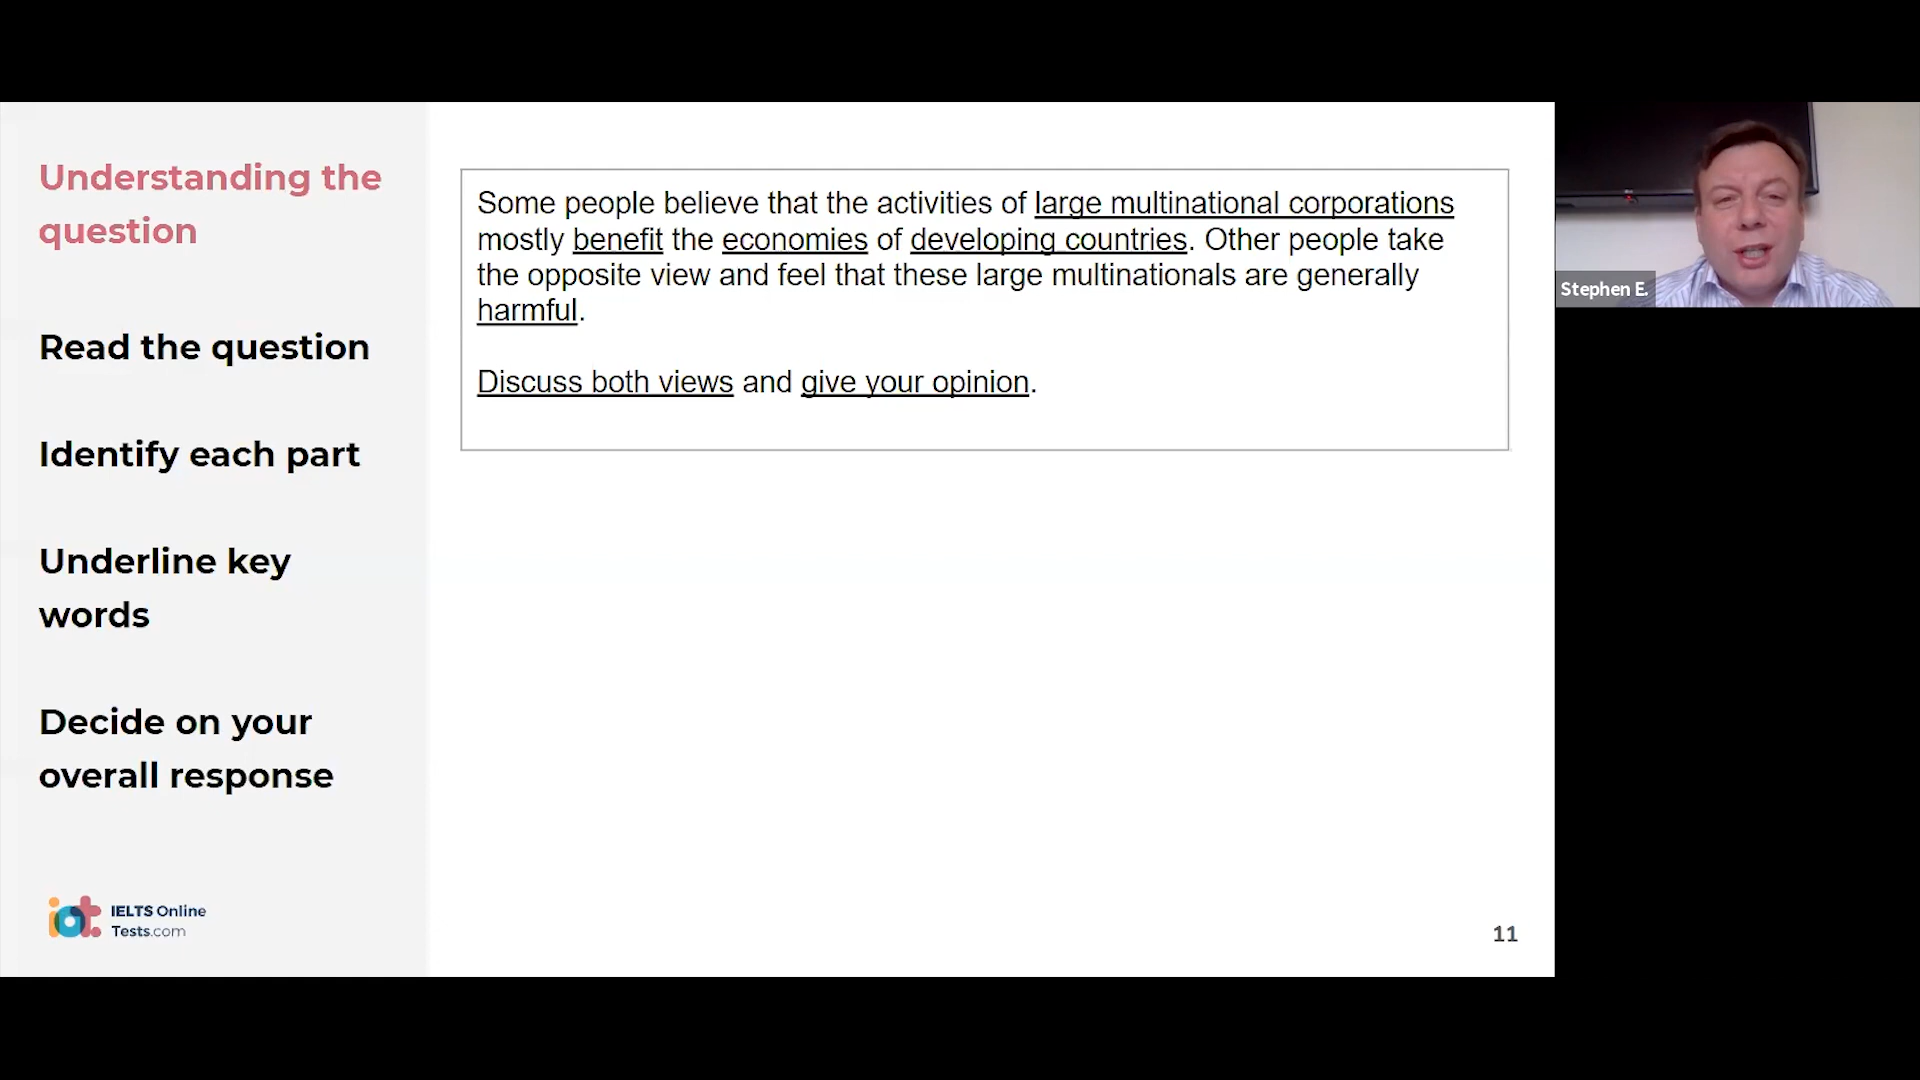 Understanding the
question
Read the question
Identify each part
Underline key
words
Decide on your
overall response
iot IELTS Online
Tests.com
Some people believe that the activities of large multinational corporations
mostly benefit the economies of developing countries. Other people take
the opposite view and feel that these large multinationals are generally
harmful.
Discuss both views and give your opinion.
11
Stephen E.